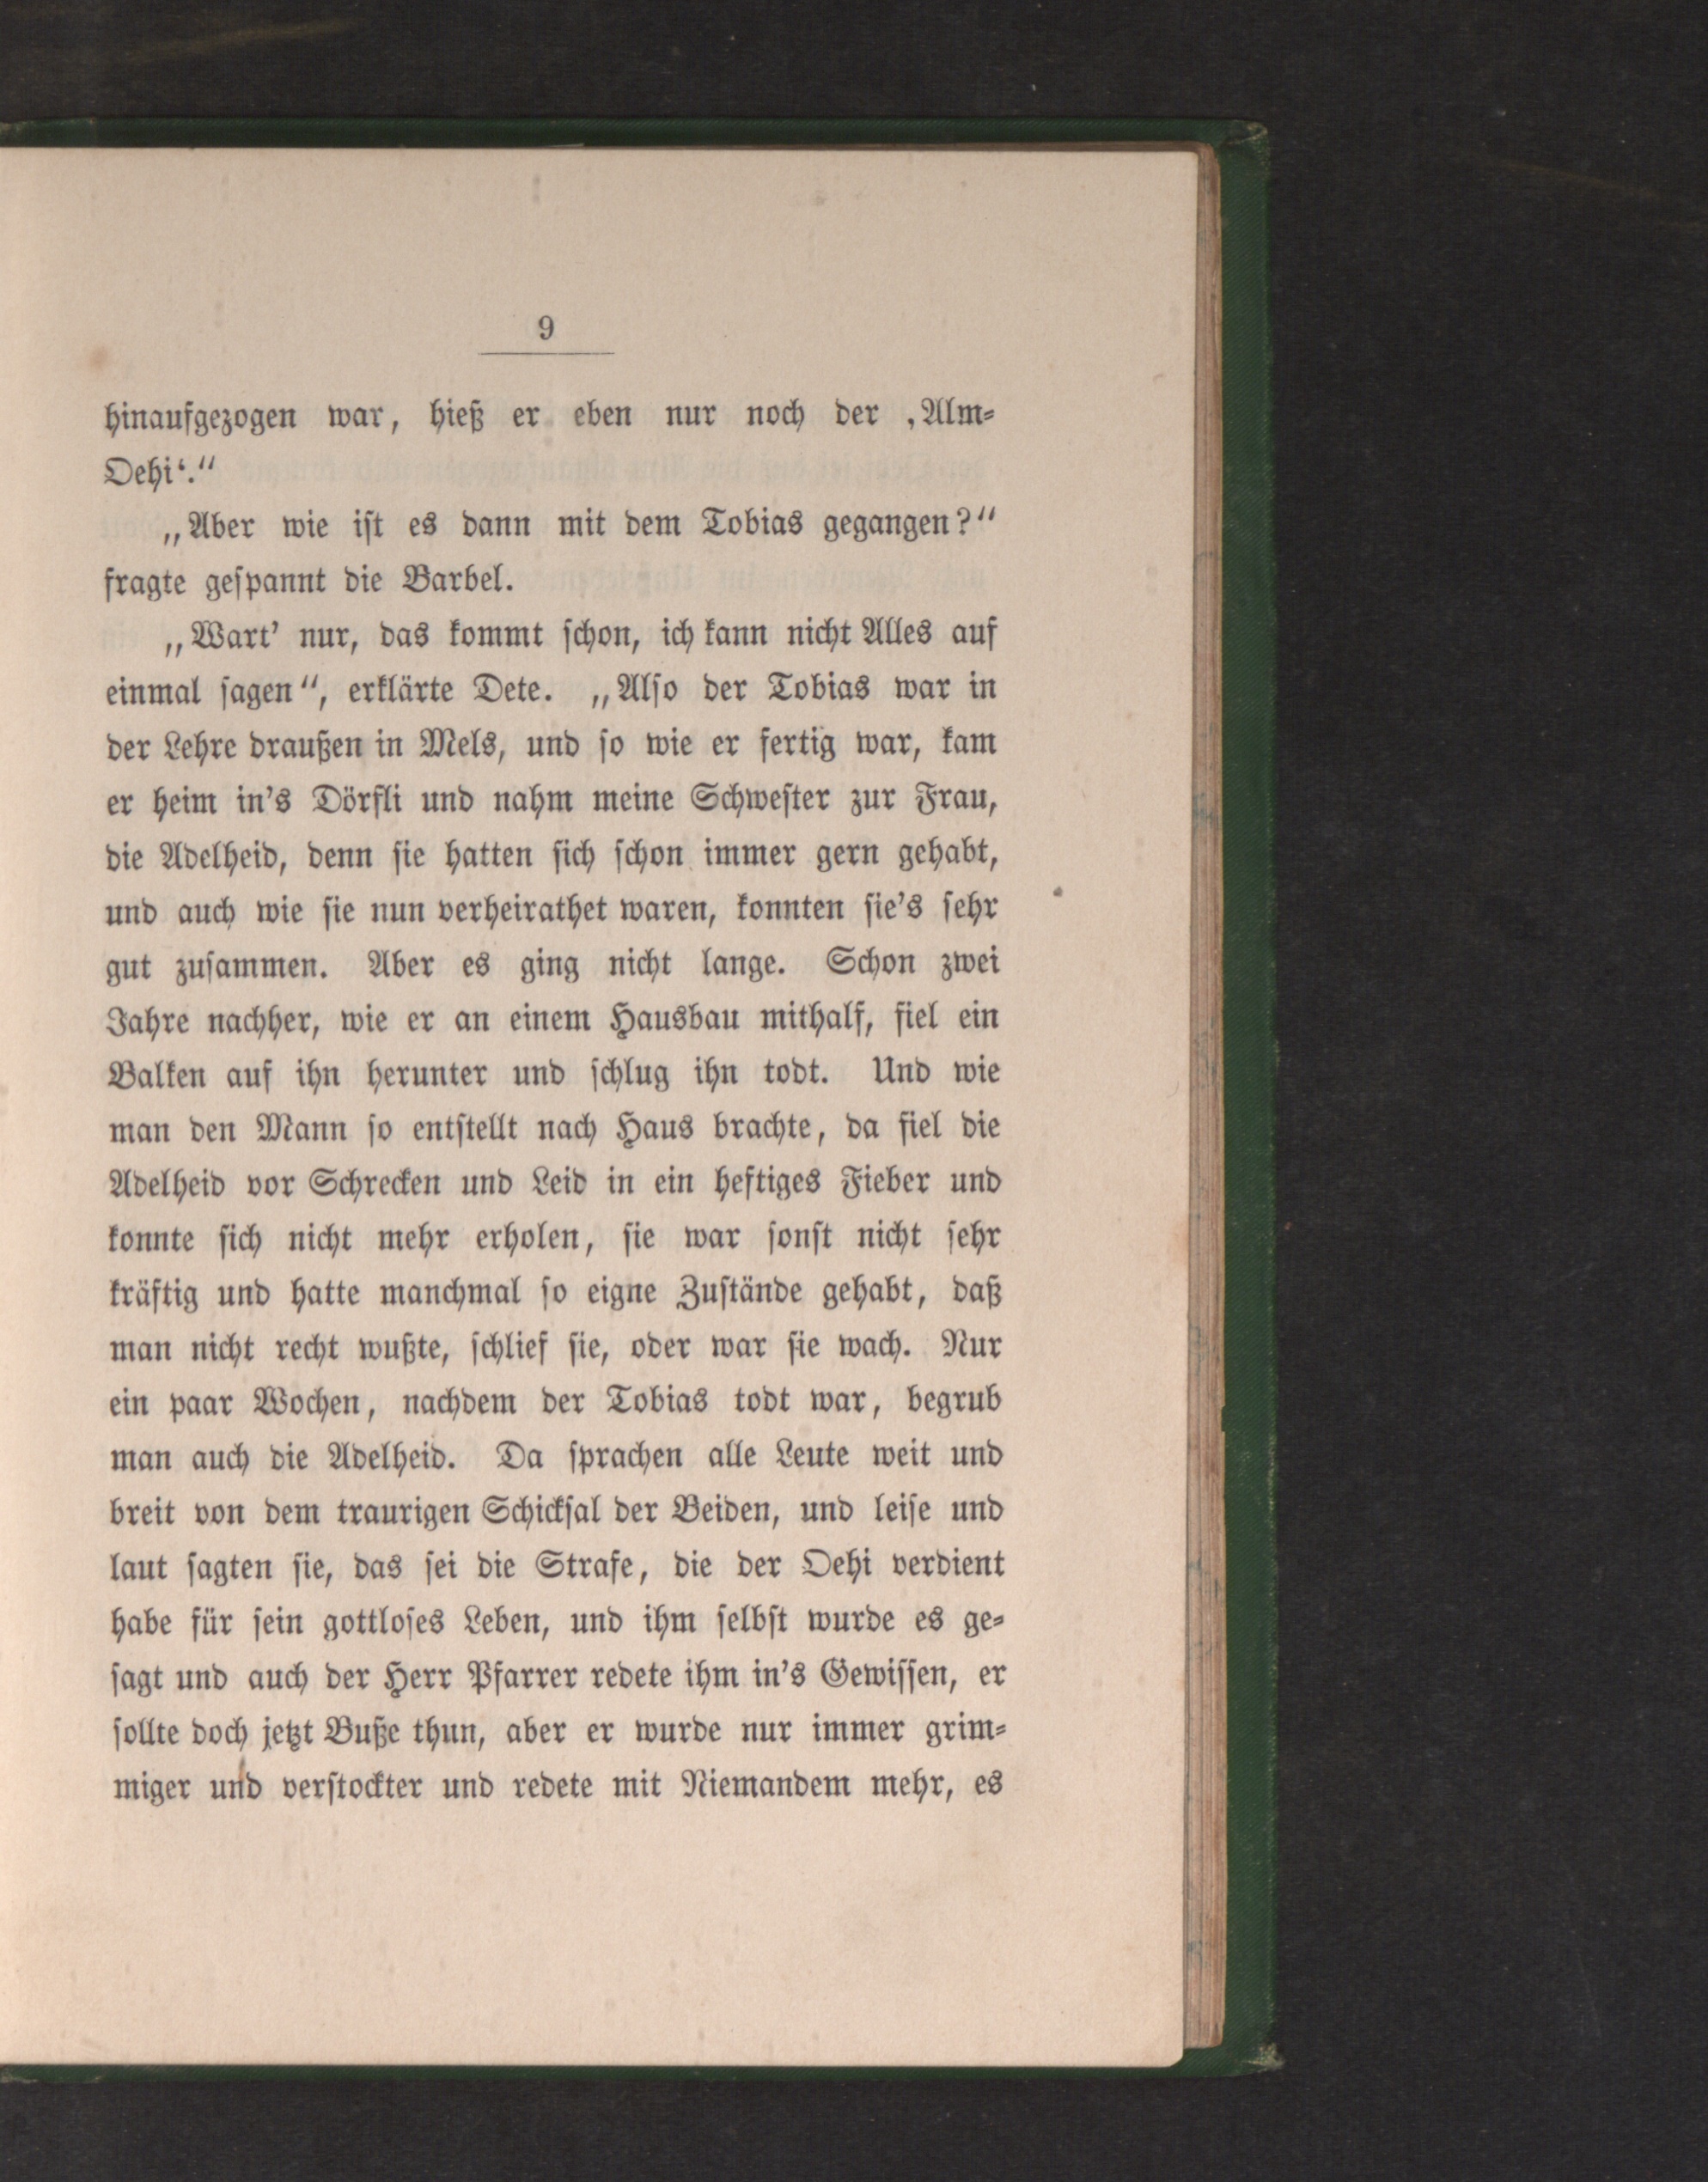 9
hinaufgezogen war, hieß er eben nur noch der ‚Alm-
Oehi‘.“
„Aber wie ist es dann mit dem Tobias gegangen?“
fragte gespannt die Barbel.
„Wart’ nur, das kommt schon, ich kann nicht Alles auf
einmal sagen“, erklärte Dete. „Also der Tobias war in
der Lehre draußen in Mels, und so wie er fertig war, kam
er heim in’s Dörfli und nahm meine Schwester zur Frau,
die Adelheid, denn sie hatten sich schon immer gern gehabt,
und auch wie sie nun verheirathet waren, konnten sie’s sehr
gut zusammen. Aber es ging nicht lange. Schon zwei
Jahre nachher, wie er an einem Hausbau mithalf, fiel ein
Balken auf ihn herunter und schlug ihn todt. Und wie
man den Mann so entstellt nach Haus brachte, da fiel die
Adelheid vor Schrecken und Leid in ein heftiges Fieber und
konnte sich nicht mehr erholen, sie war sonst nicht sehr
kräftig und hatte manchmal so eigne Zustände gehabt, daß
man nicht recht wußte, schlief sie, oder war sie wach. Nur
ein paar Wochen, nachdem der Tobias todt war, begrub
man auch die Adelheid. Da sprachen alle Leute weit und
breit von dem traurigen Schicksal der Beiden, und leise und
laut sagten sie, das sei die Strafe, die der Oehi verdient
habe für sein gottloses Leben, und ihm selbst wurde es ge-
sagt und auch der Herr Pfarrer redete ihm in’s Gewissen, er
sollte doch jetzt Buße thun, aber er wurde nur immer grim-
miger und verstockter und redete mit Niemandem mehr, es